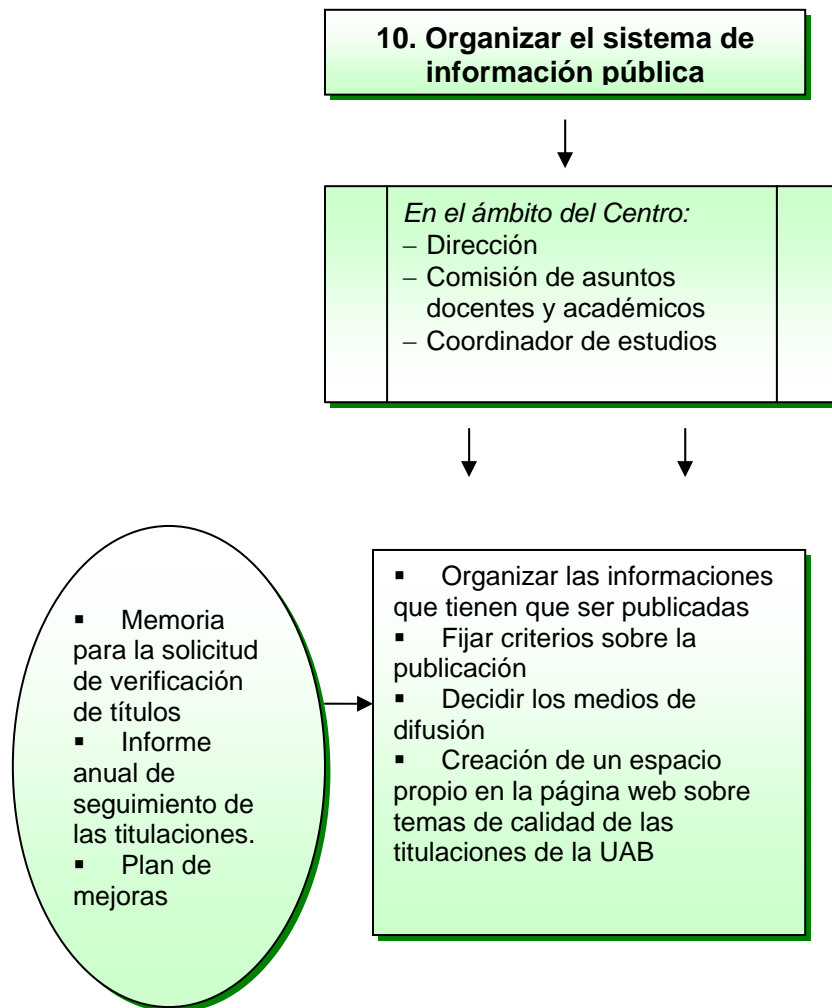 10. Organizar el sistema de
información pública
En el ámbito del Centro:
– Dirección
– Comisión de asuntos
docentes y académicos
– Coordinador de estudios
▪ Memoria
para la solicitud
de verificación
de títulos
▪ Informe
anual de
seguimiento de
las titulaciones.
▪ Plan de
mejoras
▪ Organizar las informaciones
que tienen que ser publicadas
▪ Fijar criterios sobre la
publicación
▪ Decidir los medios de
difusión
▪ Creación de un espacio
propio en la página web sobre
temas de calidad de las
titulaciones de la UAB